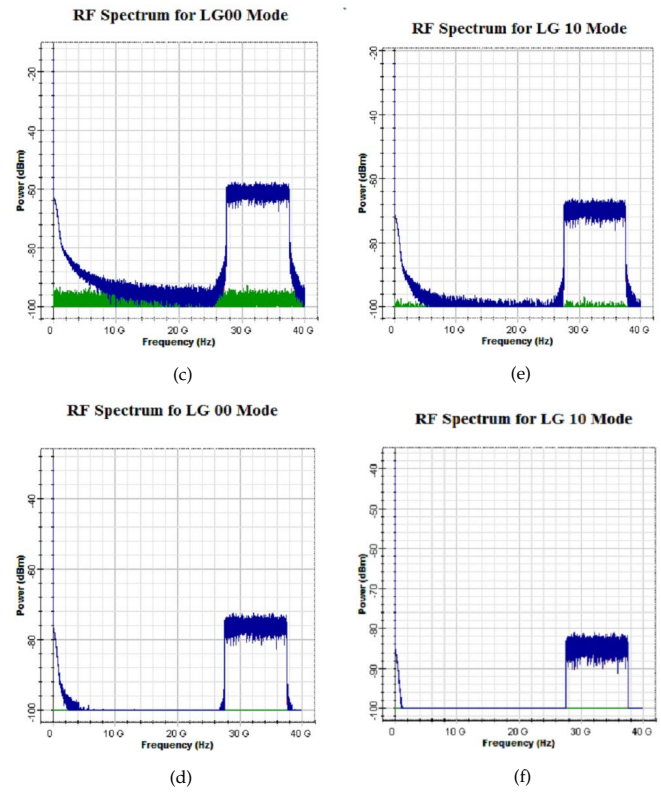 RF Spectrum for LG00 Mode
Power (dBm)
-20
-40
-60
-80
-100
0 10 G 20 G 30 G 40 G
Frequency (Hz)
(c)
RF Spectrum for LG 10 Mode
Power (dBm)
-20
-40
-60
-80
-100
0 10 G 20 G 30 G 40 G
Frequency (Hz)
(e)
RF Spectrum fo LG 00 Mode
Power (dBm)
-40
-60
-80
-100
0 10 G 20 G 30 G 40 G
Frequency (Hz)
(d)
RF Spectrum for LG 10 Mode
Power (dBm)
-40
-50
-60
-70
-80
-90
-100
0 10 G 20 G 30 G 40 G
Frequency (Hz)
(f)